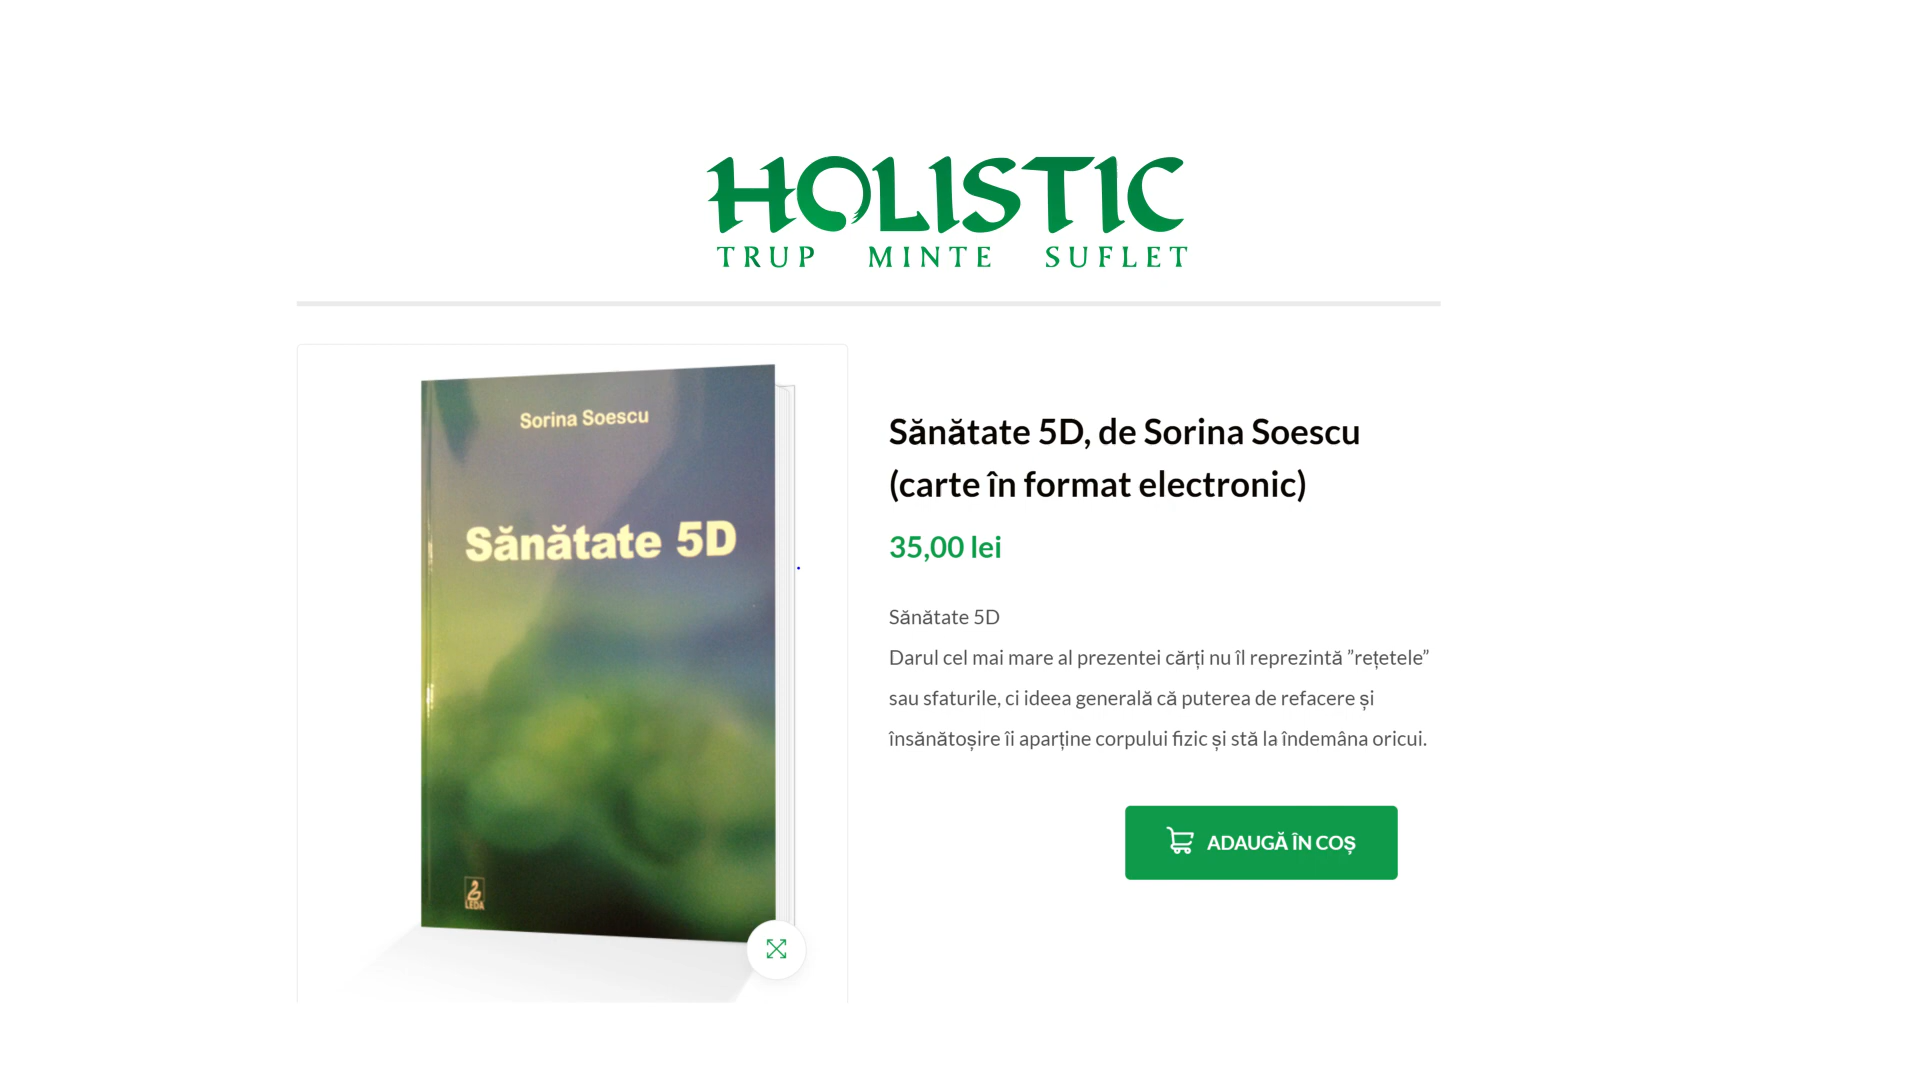 HOLISTIC
TRUP MINTE SUFLET
Sorina Soescu
Sănătate 5D
LEDA
Sănătate 5D, de Sorina Soescu
(carte în format electronic)
35,00 lei
Sănătate 5D
Darul cel mai mare al prezentei cărți nu îl reprezintă ”rețetele”
sau sfaturile, ci ideea generală că puterea de refacere și
însănătoșire îi aparține corpului fizic și stă la îndemâna oricui.
ADAUGĂ ÎN COȘ